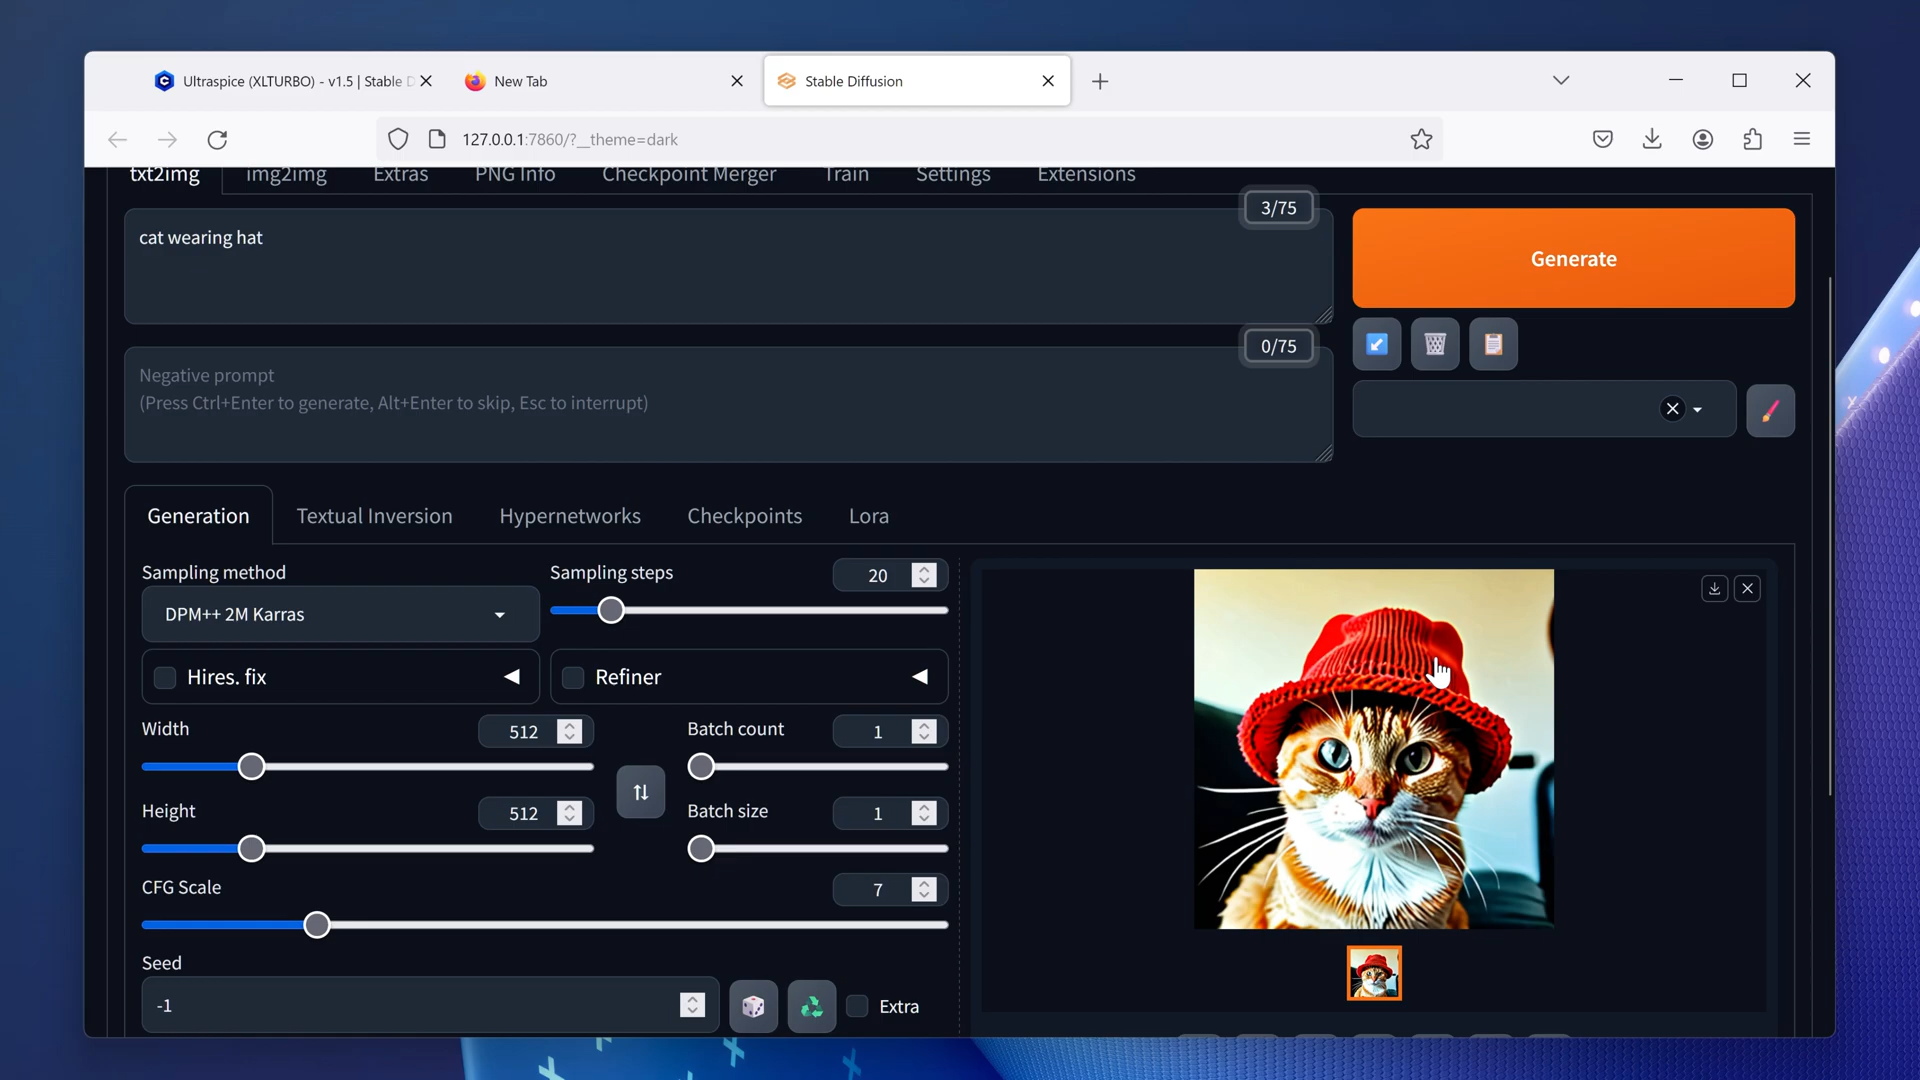 Ultraspice (XLTURBO) - v1.5 | Stable D
New Tab
Stable Diffusion
127.0.0.1:7860/?__theme=dark
txt2img
img2img
Extras
PNG Info
Checkpoint Merger
Train
Settings
Extensions
3/75
cat wearing hat
Generate
0/75
Negative prompt
(Press Ctrl+Enter to generate, Alt+Enter to skip, Esc to interrupt)
Generation
Textual Inversion
Hypernetworks
Checkpoints
Lora
Sampling method
Sampling steps
20
DPM++ 2M Karras
Hires. fix
Refiner
Width
512
Batch count
1
Height
512
Batch size
1
CFG Scale
7
Seed
-1
Extra